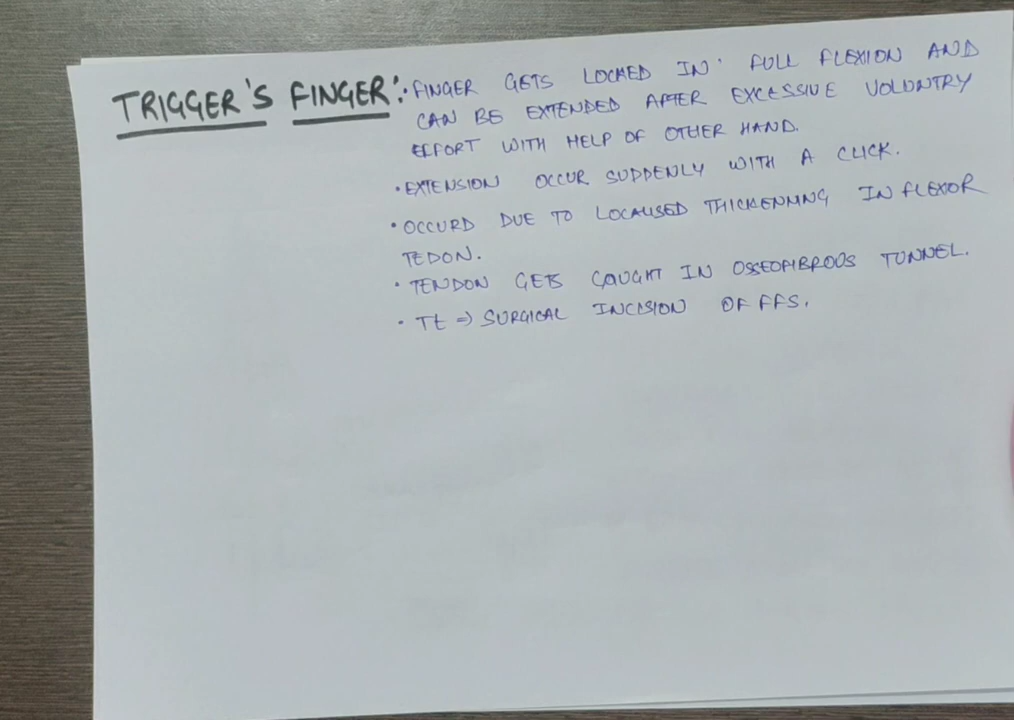 TRIGGER'S FINGER:• FINGER GETS LOCKED IN FULL FLEXION AND
CAN BE EXTENDED AFTER EXCESSIVE VOLUNTRY
EFFORT WITH HELP OF OTHER HAND.
• EXTENSION OCCUR SUDDENLY WITH A CLICK.
• OCCURD DUE TO LOCALISED THICKENNING IN FLEXOR
TEDON.
• TENDON GETS CAUGHT IN OSSEOFIBROOS TUNNEL.
• Tt => SURGICAL INCISION OF FFS.